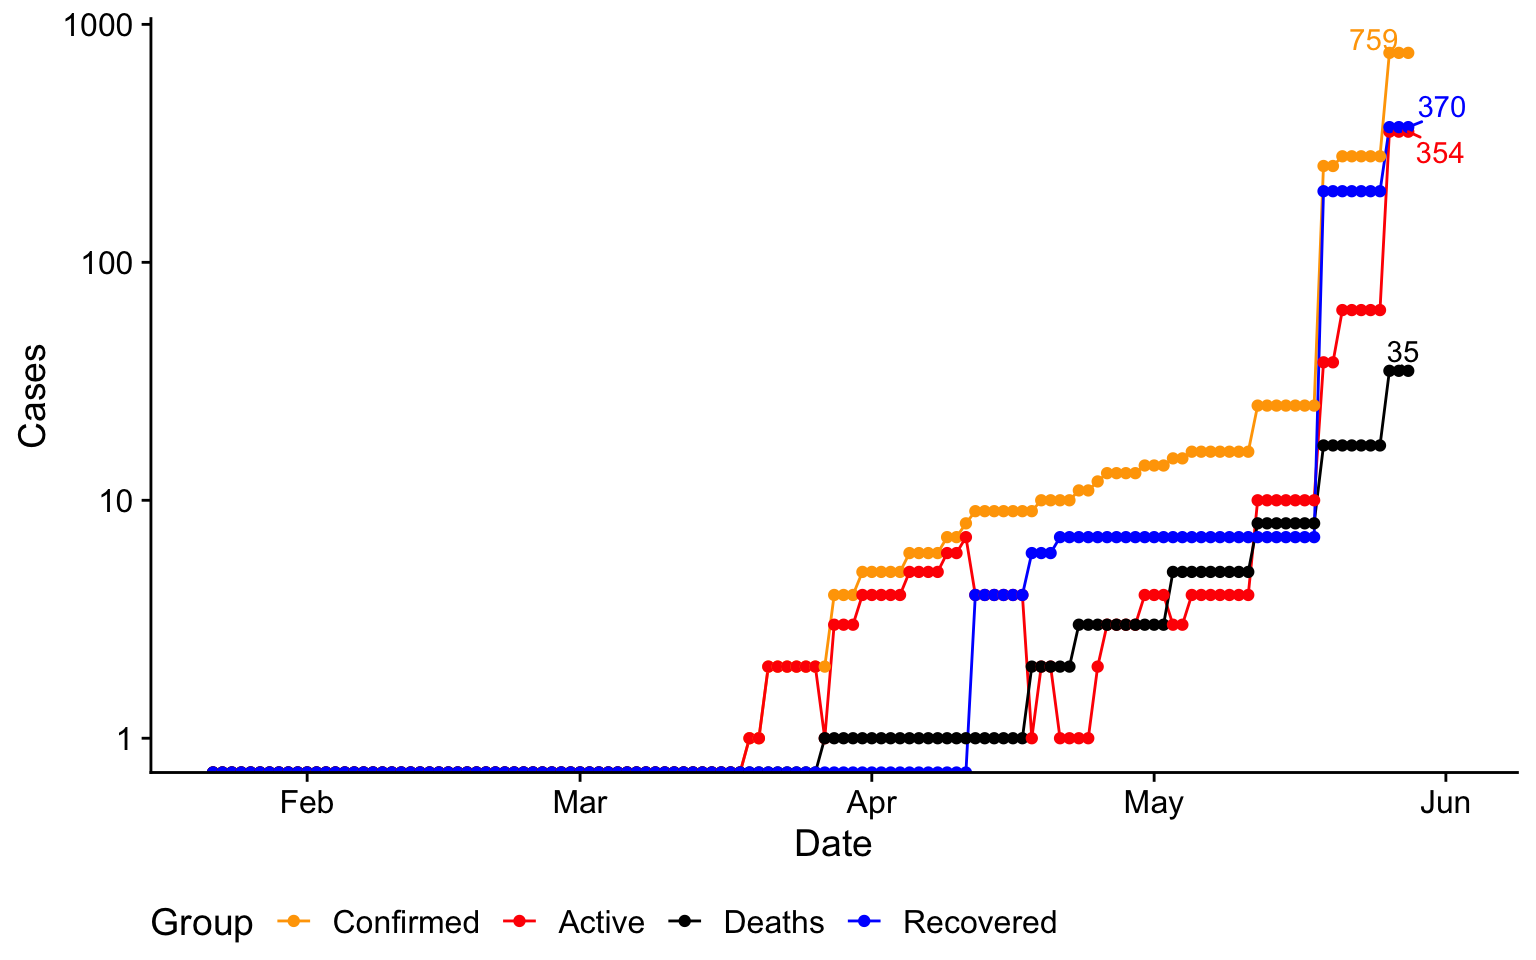 1000
759
370
354
100
35
10
1
Cases
Feb Mar Apr May Jun
Date
Group Confirmed Active Deaths Recovered